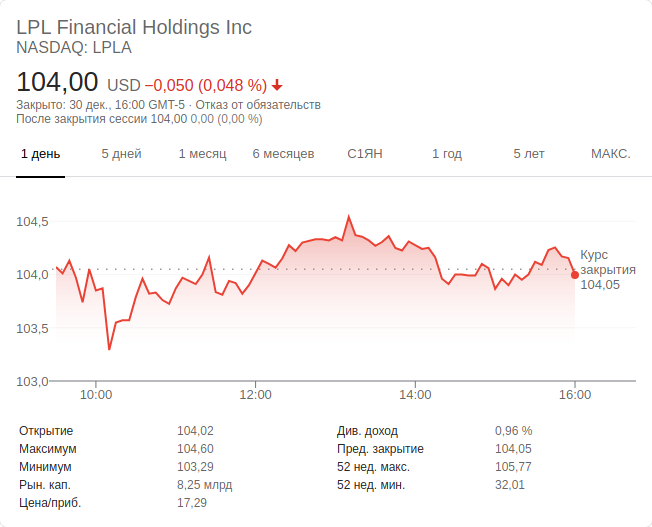 LPL Financial Holdings Inc
NASDAQ: LPLA
104,00 USD −0,050 (0,048 %)
Закрыто: 30 дек., 16:00 GMT-5 · Отказ от обязательств
После закрытия сессии 104,00 0,00 (0,00 %)
1 день 5 дней 1 месяц 6 месяцев С1ЯН 1 год 5 лет МАКС.
104,5
104,0
103,5
103,0
Курс
закрытия
104,05
10:00 12:00 14:00 16:00
Открытие 104,02 Див. доход 0,96 %
Максимум 104,60 Пред. закрытие 104,05
Минимум 103,29 52 нед. макс. 105,77
Рын. кап. 8,25 млрд 52 нед. мин. 32,01
Цена/приб. 17,29